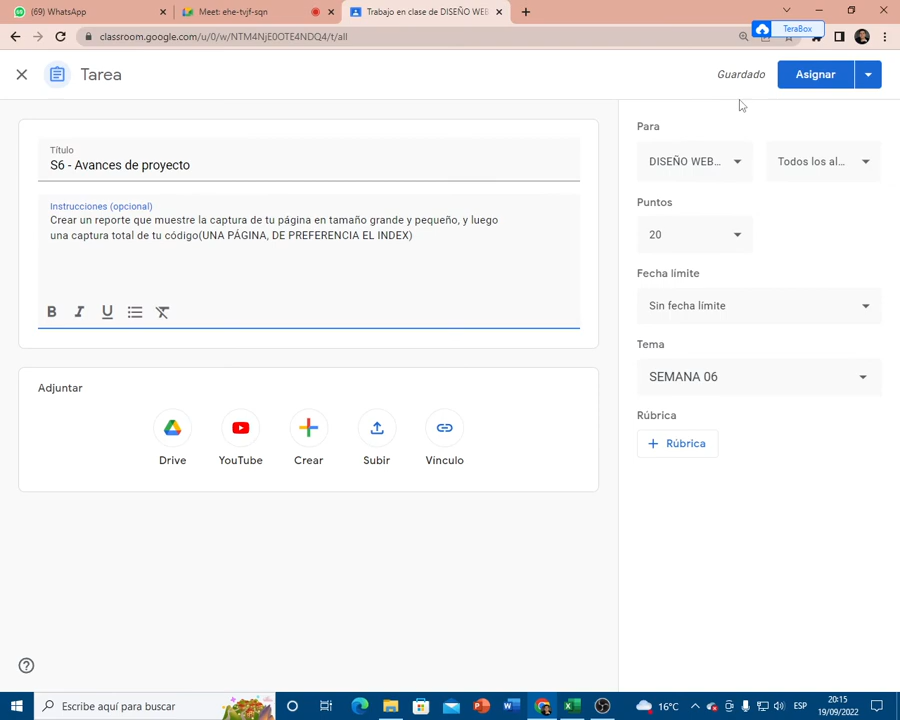 (69) WhatsApp
Meet: ehe-tvjf-sqn
Trabajo en clase de DISEÑO WEB
classroom.google.com/u/0/w/NTM4NjE0OTE4NDQ4/t/all
TeraBox
Tarea
Guardado
Asignar
Título
S6 - Avances de proyecto
Instrucciones (opcional)
Crear un reporte que muestre la captura de tu página en tamaño grande y pequeño, y luego
una captura total de tu código(UNA PÁGINA, DE PREFERENCIA EL INDEX)
B I U
Adjuntar
Drive
YouTube
Crear
Subir
Vínculo
Para
DISEÑO WEB...
Todos los al...
Puntos
20
Fecha límite
Sin fecha límite
Tema
SEMANA 06
Rúbrica
+ Rúbrica
Escribe aquí para buscar
16°C
ESP
20:15
19/09/2022